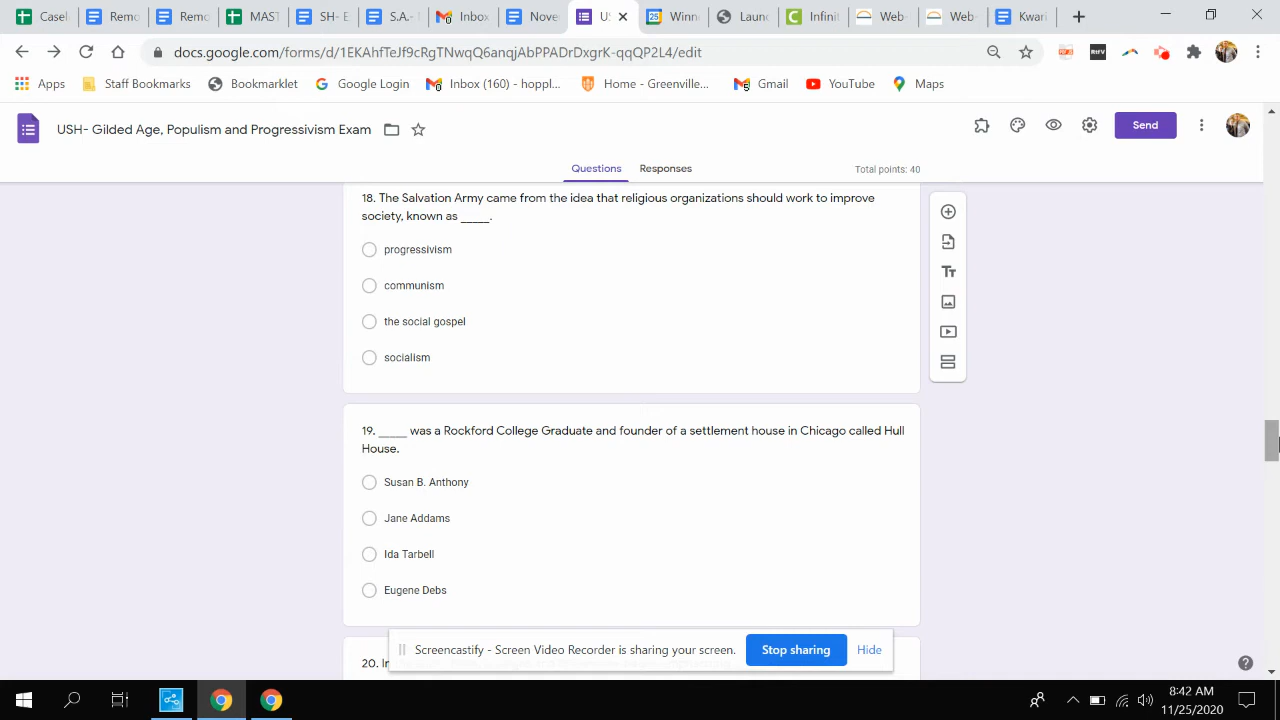 Casel
Remo
Remo
MAST
SH- E
S.A.-
Inbox
Nove
US
Winn
Launc
Infinit
Web-
Web-
Kwari
docs.google.com/forms/d/1EKAhfTeJf9cRgTNwqQ6anqjAbPPADrDxgrK-qqQP2L4/edit
Apps
Staff Bookmarks
Bookmarklet
Google Login
Inbox (160) - hoppl...
Home - Greenville...
Gmail
YouTube
Maps
USH- Gilded Age, Populism and Progressivism Exam
Send
Questions
Responses
Total points: 40
18. The Salvation Army came from the idea that religious organizations should work to improve
society, known as _____.
progressivism
communism
the social gospel
socialism
19. _____ was a Rockford College Graduate and founder of a settlement house in Chicago called Hull
House.
Susan B. Anthony
Jane Addams
Ida Tarbell
Eugene Debs
20. In
Screencastify - Screen Video Recorder is sharing your screen.
Stop sharing
Hide
8:42 AM
11/25/2020